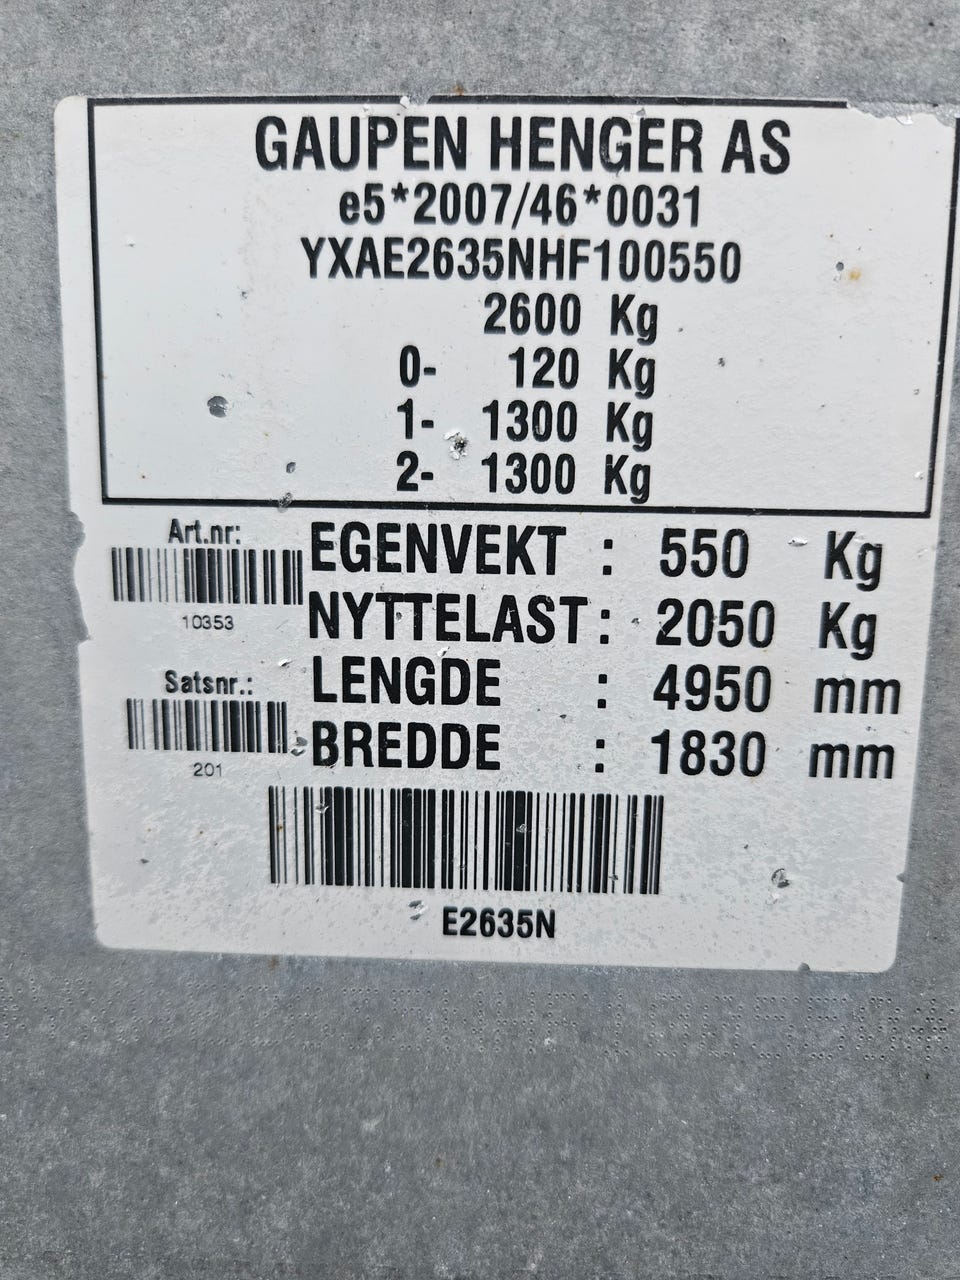 GAUPEN HENGER AS
e5*2007/46*0031
YXAE2635NHF100550
2600 Kg
0- 120 Kg
1- 1300 Kg
2- 1300 Kg
Art.nr:
10353
Satsnr.:
201
EGENVEKT : 550 Kg
NYTTELAST : 2050 Kg
LENGDE : 4950 mm
BREDDE : 1830 mm
E2635N